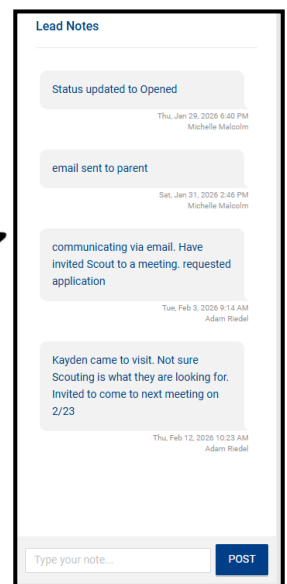 Lead Notes
Status updated to Opened
Thu, Jan 29, 2026 6:40 PM
Michelle Malcolm
email sent to parent
Sat, Jan 31, 2026 2:46 PM
Michelle Malcolm
communicating via email. Have
invited Scout to a meeting. requested
application
Tue, Feb 3, 2026 9:14 AM
Adam Riedel
Kayden came to visit. Not sure
Scouting is what they are looking for.
Invited to come to next meeting on
2/23
Thu, Feb 12, 2026 10:23 AM
Adam Riedel
Type your note...
POST